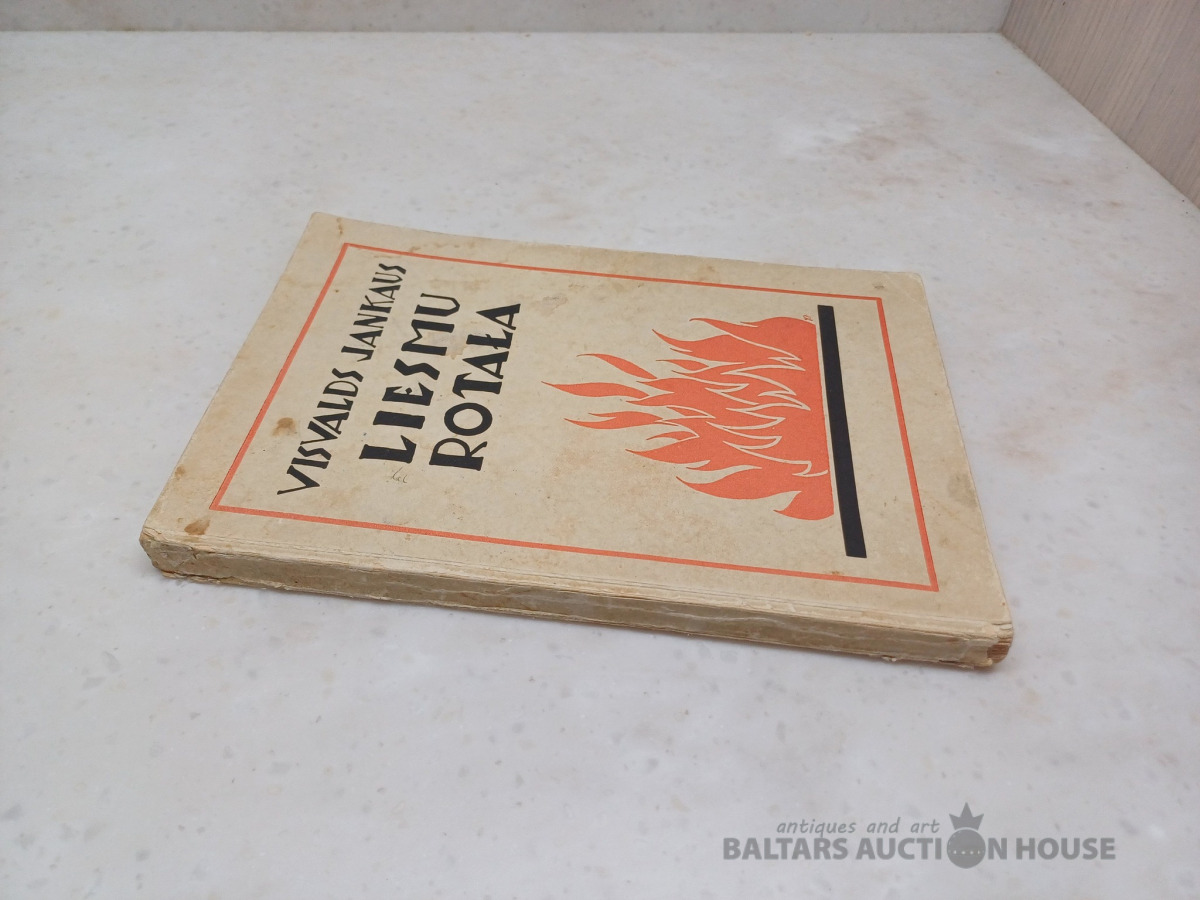 VISVALDS JANKAUS
LIESMU
ROTAŁA
antiques and art
BALTARS AUCTION HOUSE